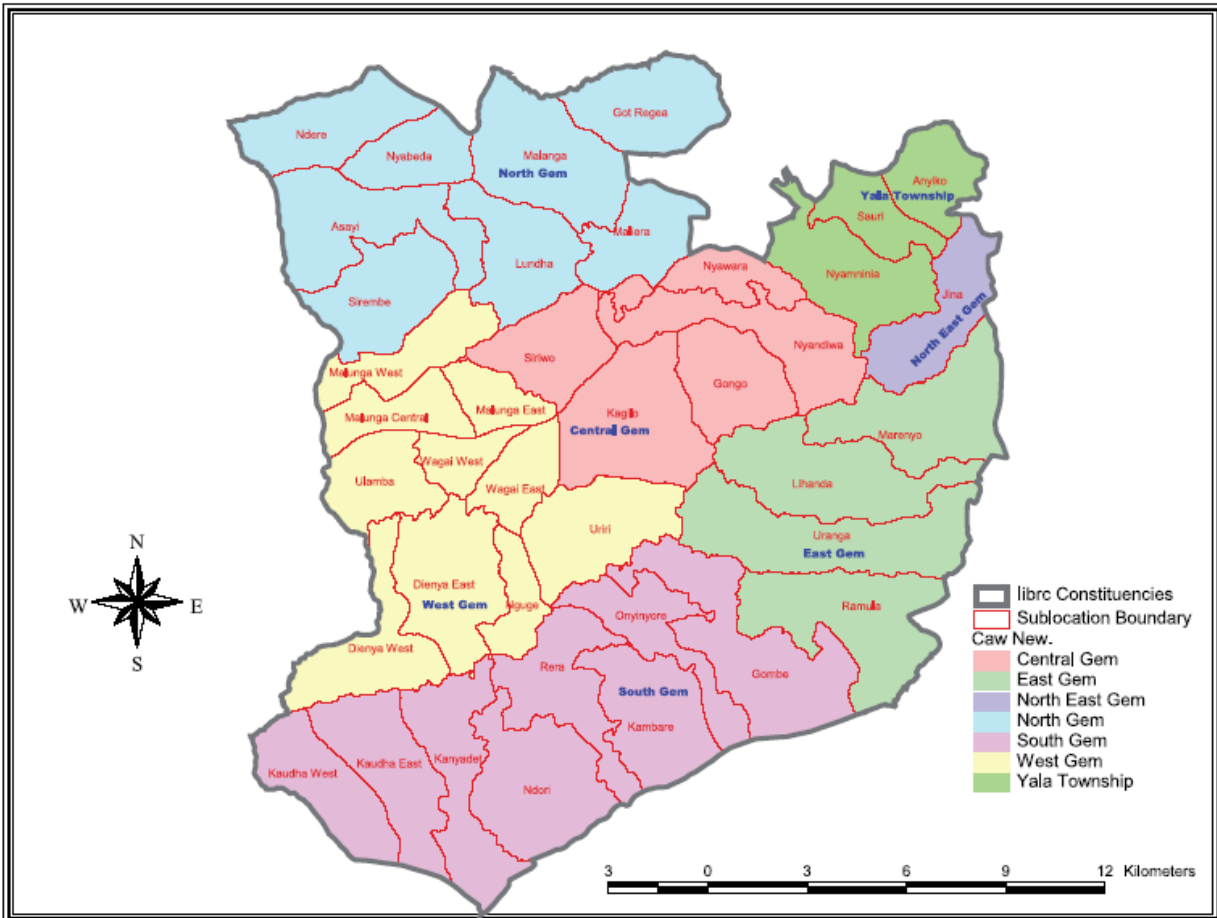 Got Regea
Ndere
Nyabeda
Malanga
North Gem
Anyiko
Yala Township
Sauri
Asayi
Malera
Lundha
Nyawara
Nyamninia
Jina
Sirembe
North East Gem
Siriwo
Nyandiwa
Malunga West
Gongo
Malunga Central
Malunga East
Kagilo
Central Gem
Marenyo
Wagai West
Ulamba
Wagai East
Lihanda
Uriri
Uranga
East Gem
N
W
E
S
Dienya East
West Gem
Nguge
Onyinyore
Ramula
Dienya West
Rera
Gombe
South Gem
Kambare
Kaudha West
Kaudha East
Kanyadet
Ndori
Iibrc Constituencies
Sublocation Boundary
Caw New.
Central Gem
East Gem
North East Gem
North Gem
South Gem
West Gem
Yala Township
3 0 3 6 9 12 Kilometers